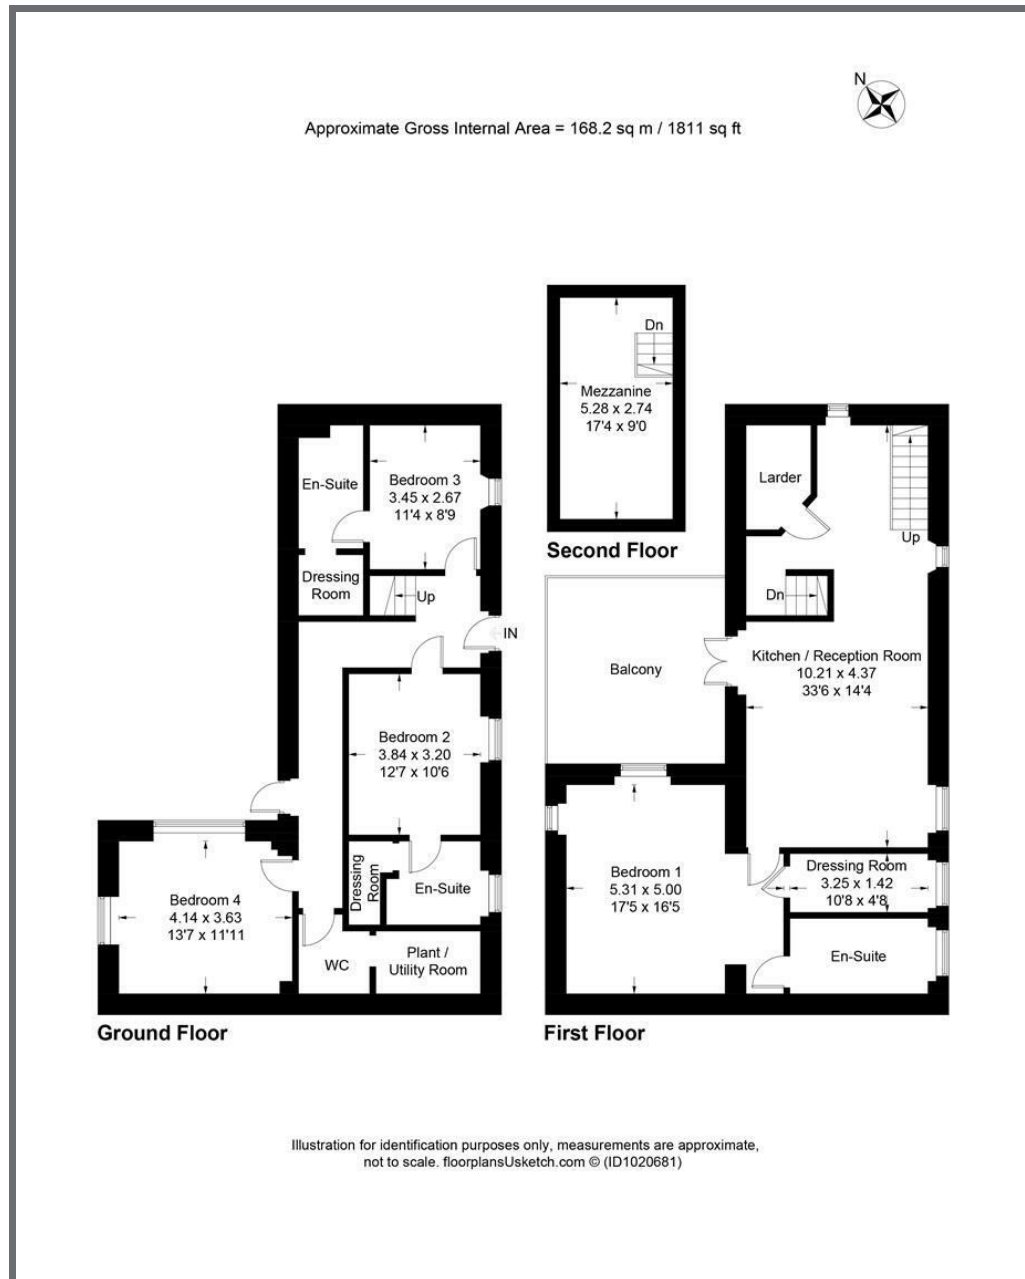 N
Approximate Gross Internal Area = 168.2 sq m / 1811 sq ft
Dn
Mezzanine
5.28 x 2.74
17'4 x 9'0
Second Floor
En-Suite
Bedroom 3
3.45 x 2.67
11'4 x 8'9
Dressing
Room
Up
IN
Bedroom 2
3.84 x 3.20
12'7 x 10'6
Dressing
Room
En-Suite
Bedroom 4
4.14 x 3.63
13'7 x 11'11
WC
Plant /
Utility Room
Ground Floor
Larder
Up
Dn
Balcony
Kitchen / Reception Room
10.21 x 4.37
33'6 x 14'4
Bedroom 1
5.31 x 5.00
17'5 x 16'5
Dressing Room
3.25 x 1.42
10'8 x 4'8
En-Suite
First Floor
Illustration for identification purposes only, measurements are approximate,
not to scale. floorplansUsketch.com © (ID1020681)